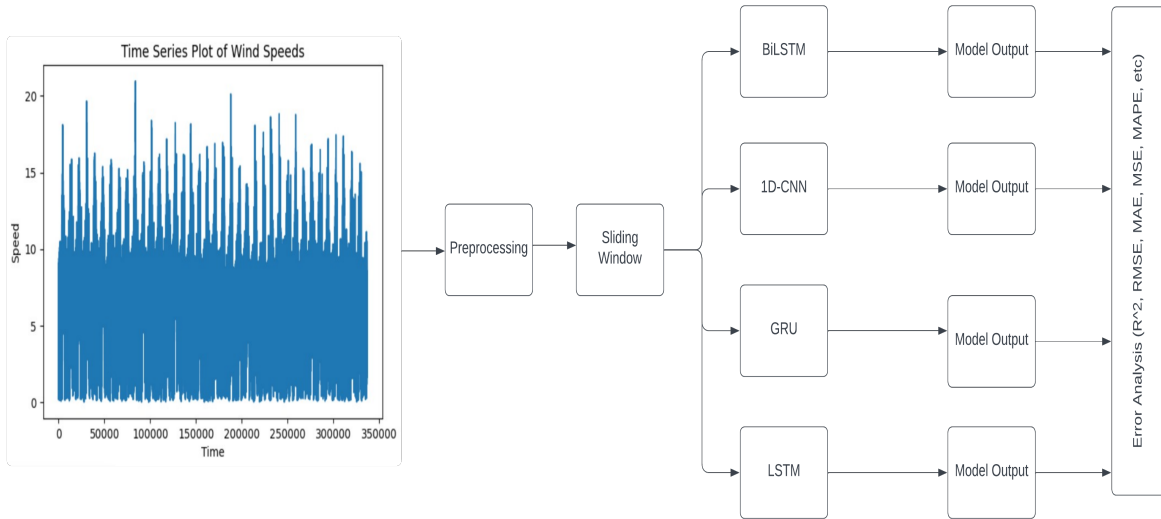 Time Series Plot of Wind Speeds
Speed
20
15
10
5
0
0 50000 100000 150000 200000 250000 300000 350000
Time
Preprocessing
Sliding
Window
BiLSTM
Model Output
1D-CNN
Model Output
GRU
Model Output
LSTM
Model Output
Error Analysis (R^2, RMSE, MAE, MSE, MAPE, etc)